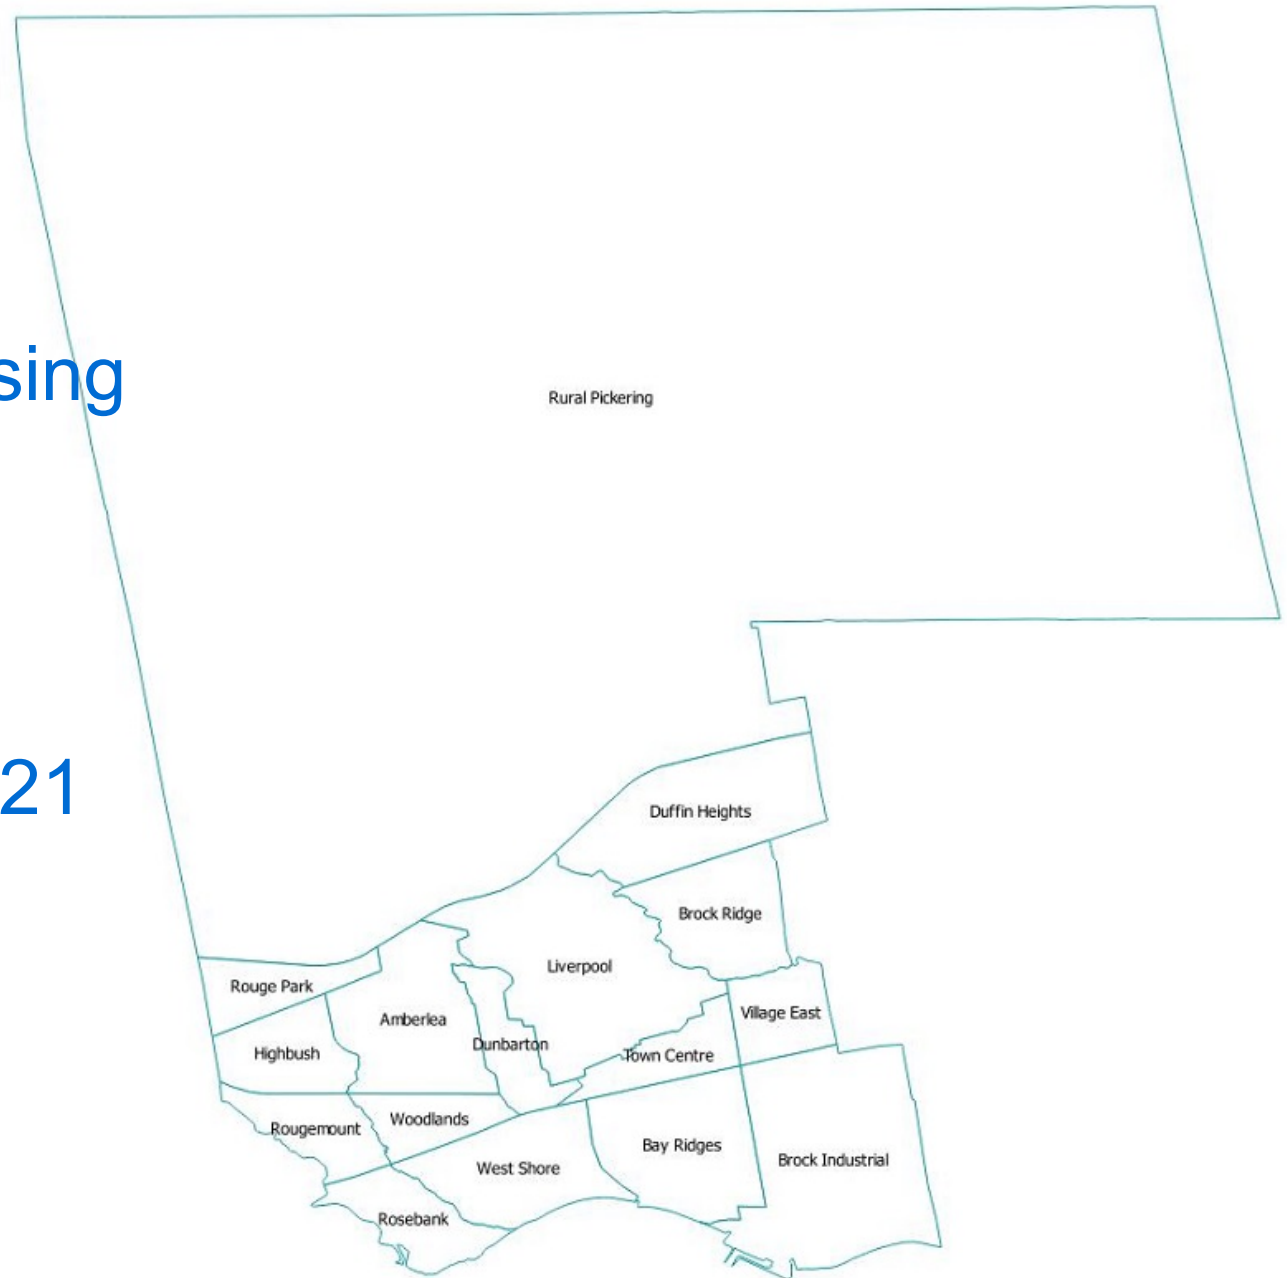 sing
Rural Pickering
21
Duffin Heights
Brock Ridge
Liverpool
Rouge Park
Village East
Amberlea
Dunbarton
Highbush
Town Centre
Woodlands
Rougemount
Bay Ridges
Brock Industrial
West Shore
Rosebank